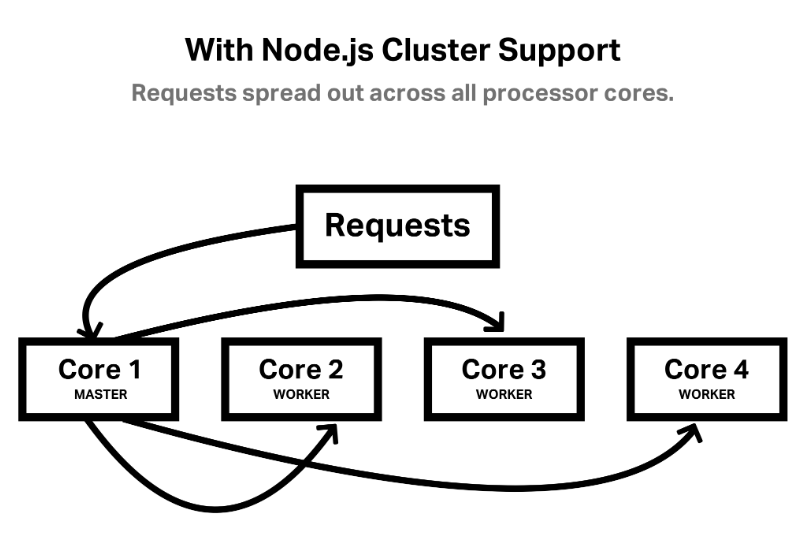 With Node.js Cluster Support
Requests spread out across all processor cores.
Requests
Core 1
MASTER
Core 2
WORKER
Core 3
WORKER
Core 4
WORKER